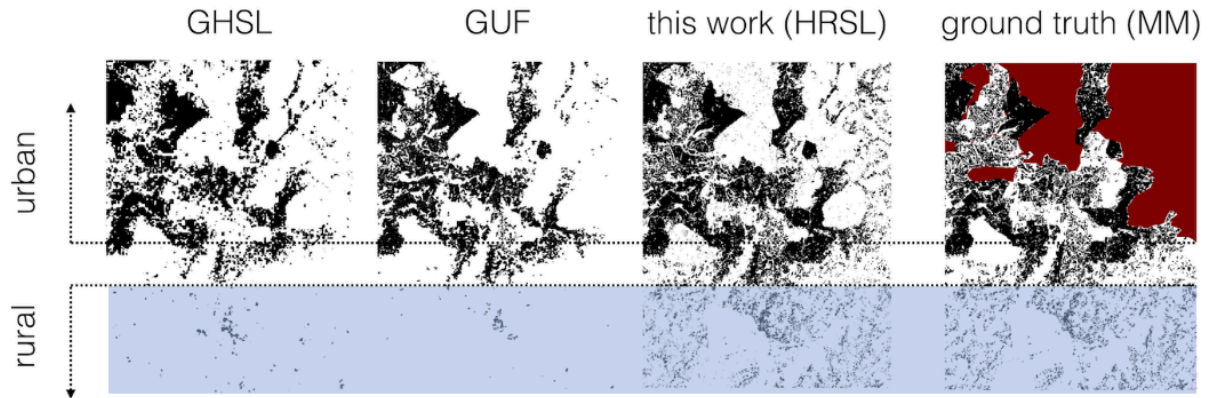 GHSL
GUF
this work (HRSL)
ground truth (MM)
urban
rural